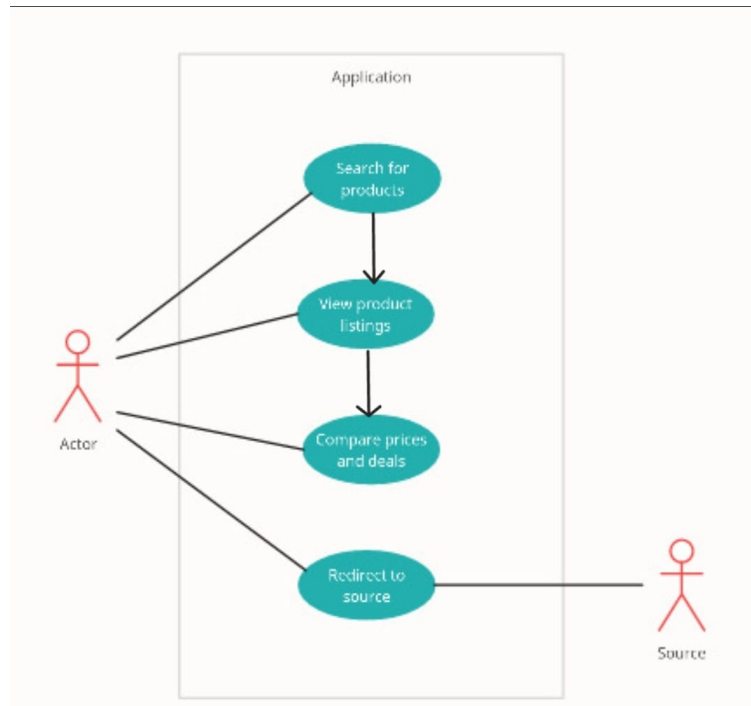 Application
Search for
products
View product
listings
Actor
Compare prices
and deals
Redirect to
source
Source